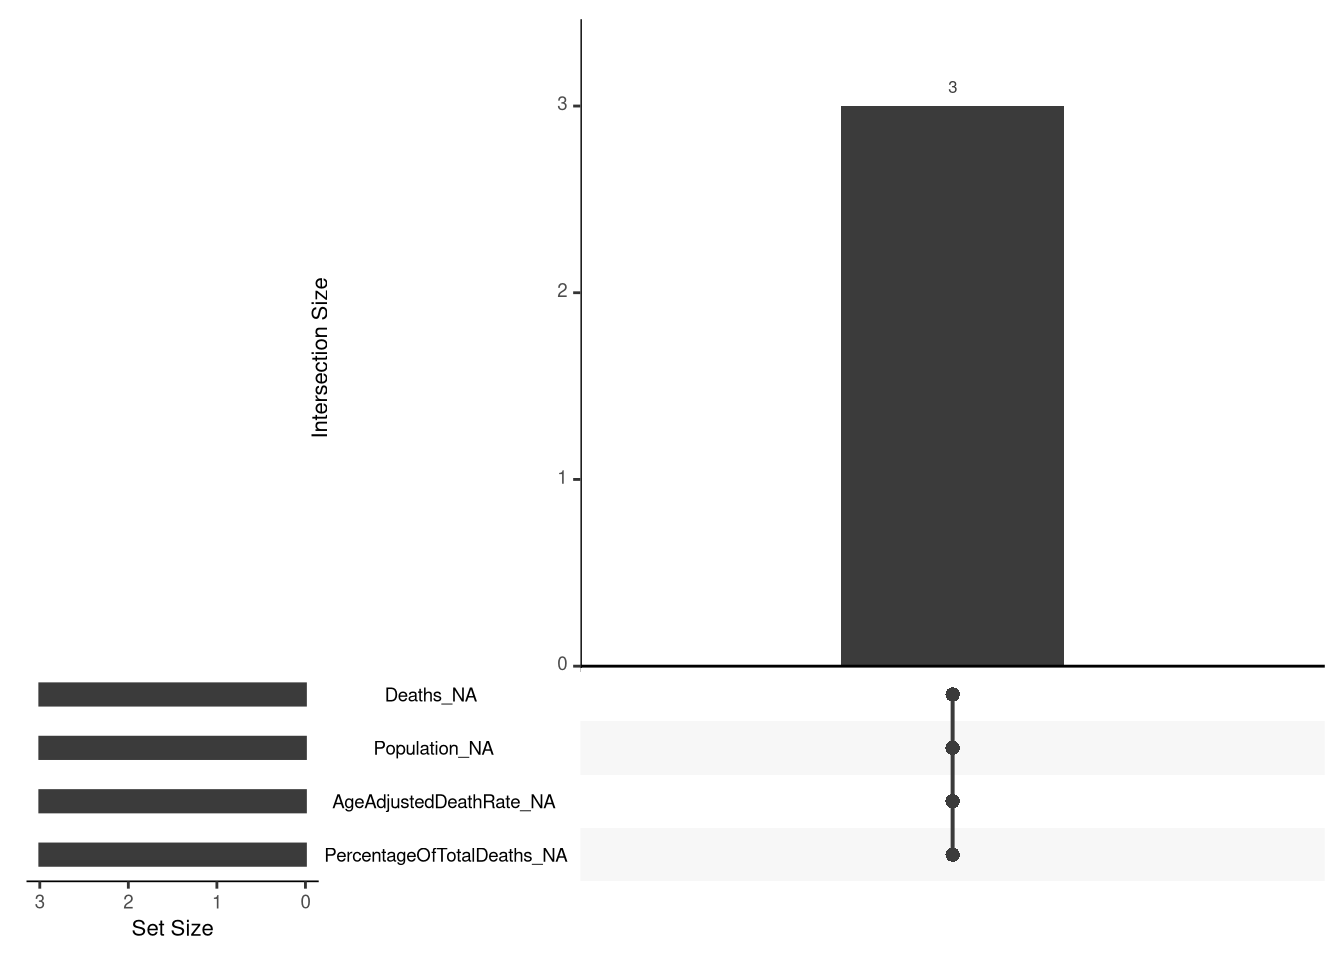 3
3
2
1
0
Intersection Size
Deaths_NA
Population_NA
AgeAdjustedDeathRate_NA
PercentageOfTotalDeaths_NA
3 2 1 0
Set Size